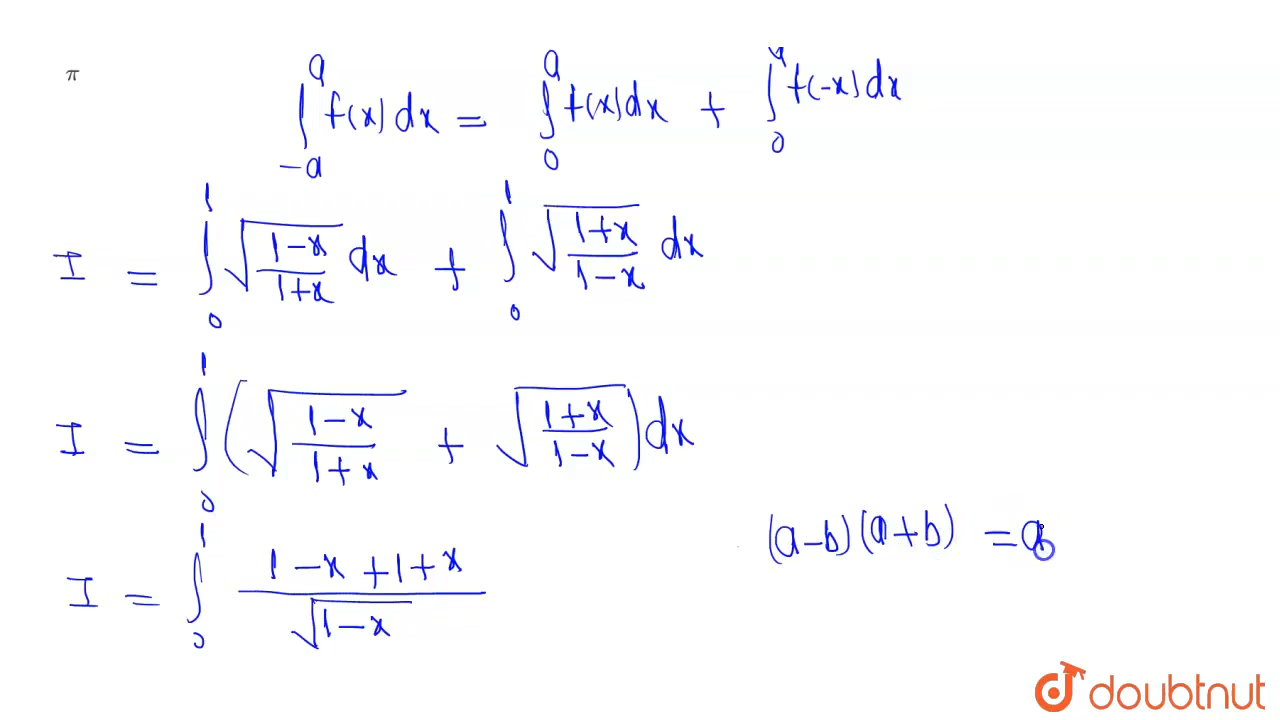 π
∫_{-a}^{a} f(x) dx = ∫_{0}^{a} f(x) dx + ∫_{0}^{a} f(-x) dx
I = ∫_{0}^{1} √((1-x)/(1+x)) dx + ∫_{0}^{1} √((1+x)/(1-x)) dx
I = ∫_{0}^{1} (√((1-x)/(1+x)) + √((1+x)/(1-x))) dx
(a-b)(a+b) = a
I = ∫_{0}^{1} (1-x+1+x)/√(1-x)
doubtnut